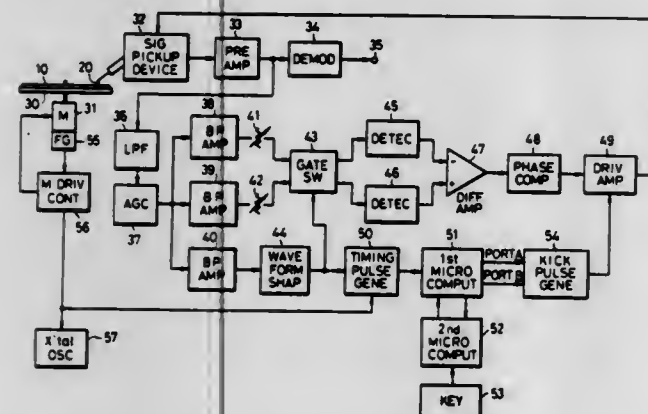 32
SIG
PICKUP
DEVICE
33
PRE
AMP
34
DEMOD
35
10
20
30
31
M
FG
55
M DRIV
CONT
56
36
LPF
AGC
37
38
BP
AMP
41
39
BP
AMP
42
40
BP
AMP
43
GATE
SW
44
WAVE
FORM
SHAP
45
DETEC
46
DETEC
47
-
+
DIFF
AMP
48
PHASE
COMP
49
DRIV
AMP
50
TIMING
PULSE
GENE
51
1st
MICRO
COMPUT
PORT A
PORT B
54
KICK
PULSE
GENE
52
2nd
MICRO
COMPUT
53
KEY
57
X'tal
OSC